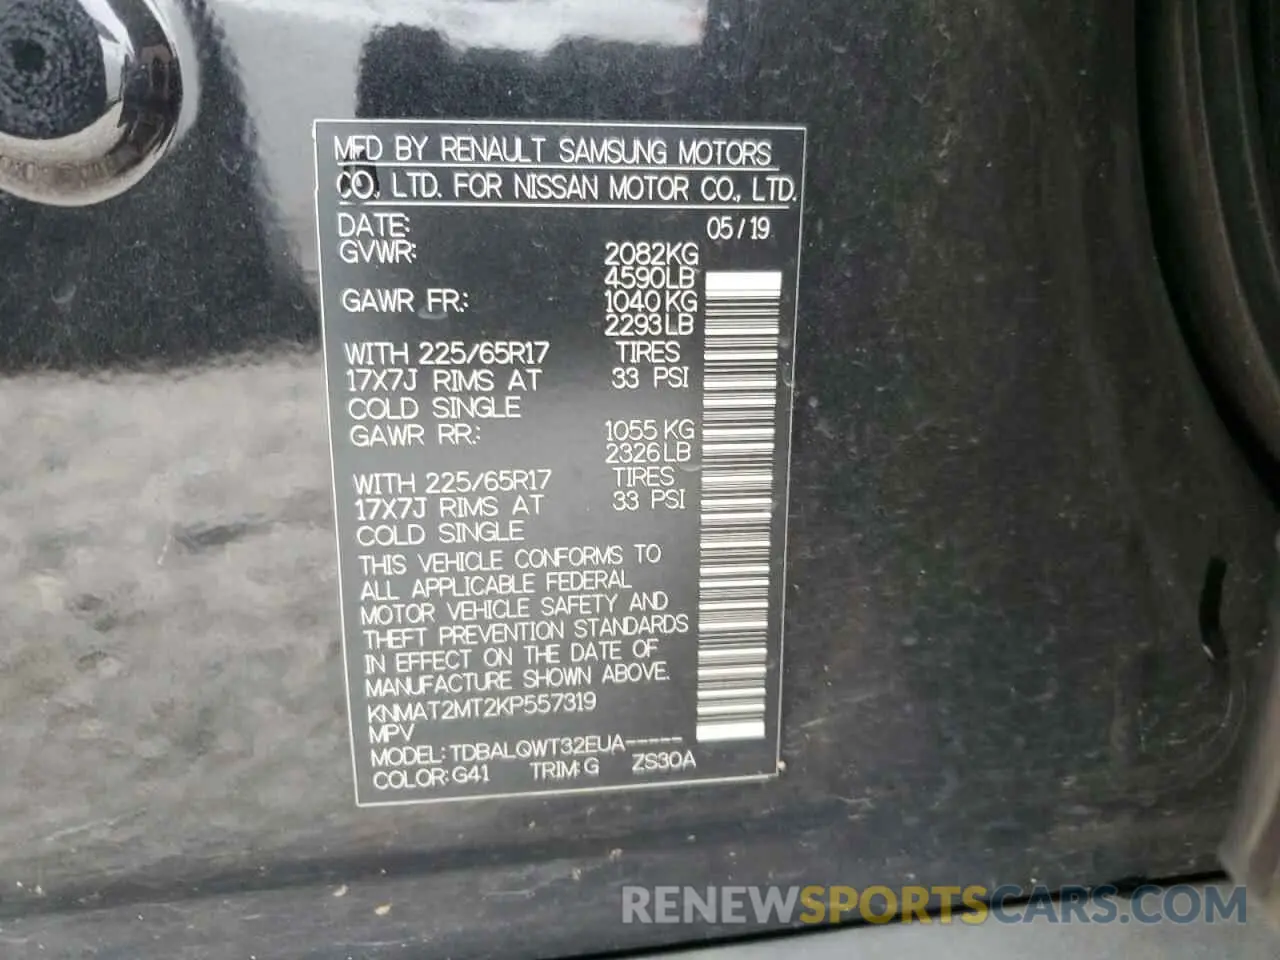 MFD BY RENAULT SAMSUNG MOTORS
CO. LTD. FOR NISSAN MOTOR CO., LTD.
DATE: 05/19
GVWR: 2082KG
4590LB
GAWR FR: 1040KG
2293LB
WITH 225/65R17 TIRES
17X7J RIMS AT 33 PSI
COLD SINGLE
GAWR RR: 1055KG
2326LB
WITH 225/65R17 TIRES
17X7J RIMS AT 33 PSI
COLD SINGLE
THIS VEHICLE CONFORMS TO
ALL APPLICABLE FEDERAL
MOTOR VEHICLE SAFETY AND
THEFT PREVENTION STANDARDS
IN EFFECT ON THE DATE OF
MANUFACTURE SHOWN ABOVE.
KNMAT2MT2KP557319
MPV
MODEL: TDBALQWT32EUA-----
COLOR: G41 TRIM: G ZS30A
RENEWSPORTSCARS.COM